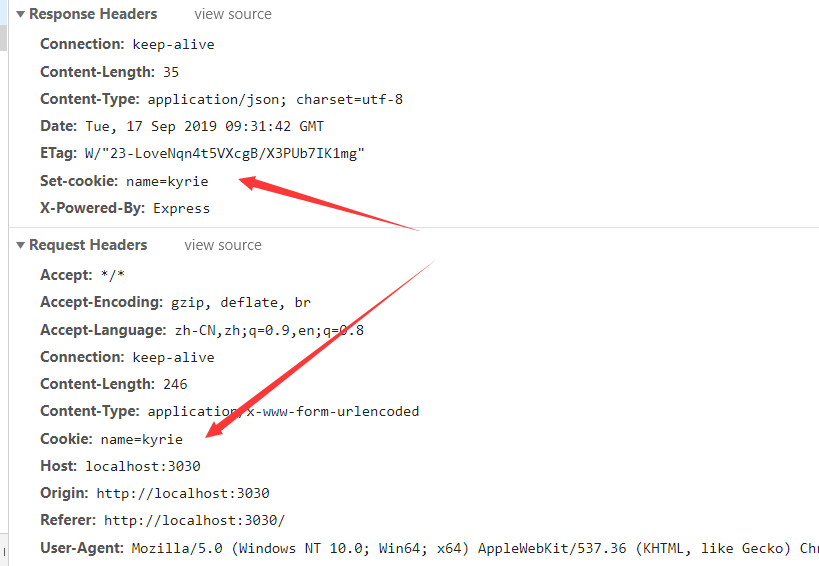 Response Headers view source
Connection: keep-alive
Content-Length: 35
Content-Type: application/json; charset=utf-8
Date: Tue, 17 Sep 2019 09:31:42 GMT
ETag: W/"23-LoveNqn4t5VXcgB/X3PUb7IK1mg"
Set-cookie: name=kyrie
X-Powered-By: Express
Request Headers view source
Accept: */*
Accept-Encoding: gzip, deflate, br
Accept-Language: zh-CN,zh;q=0.9,en;q=0.8
Connection: keep-alive
Content-Length: 246
Content-Type: application/x-www-form-urlencoded
Cookie: name=kyrie
Host: localhost:3030
Origin: http://localhost:3030
Referer: http://localhost:3030/
User-Agent: Mozilla/5.0 (Windows NT 10.0; Win64; x64) AppleWebKit/537.36 (KHTML, like Gecko)